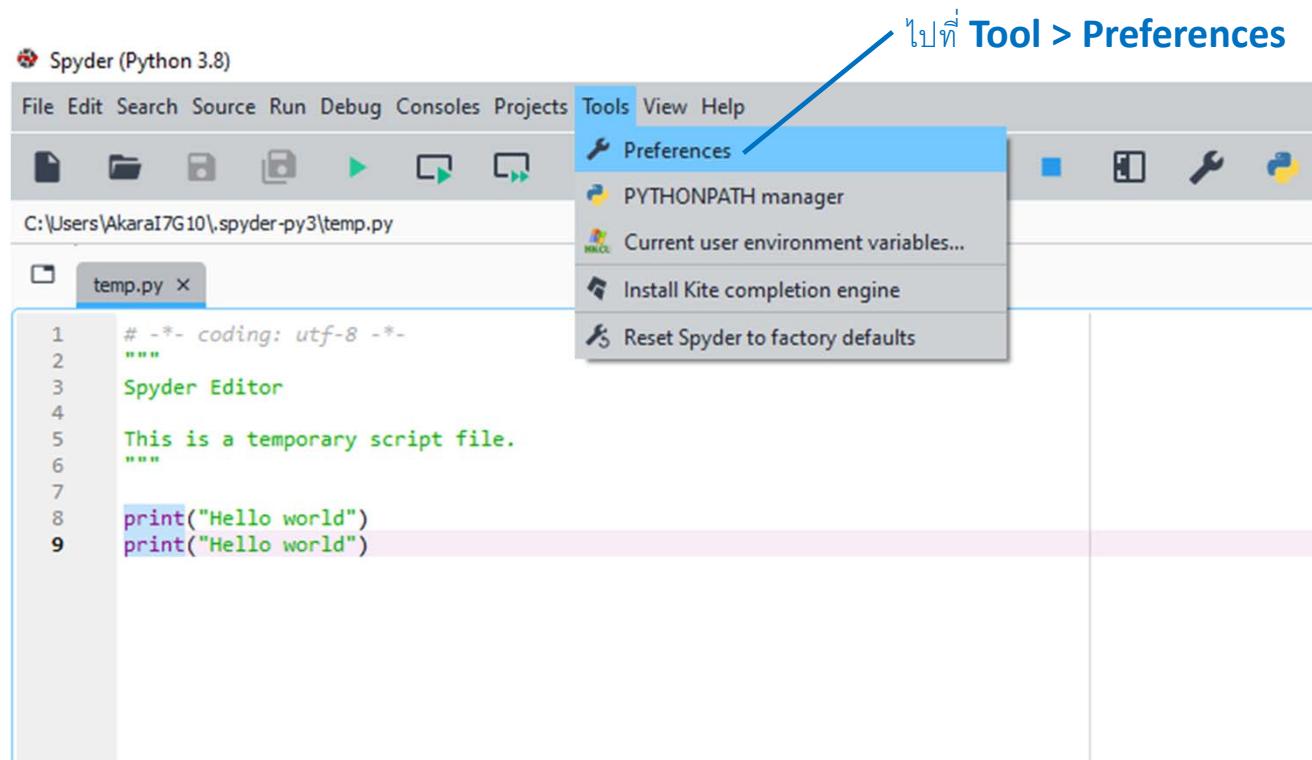 ไปที่ Tool > Preferences
Spyder (Python 3.8)
File Edit Search Source Run Debug Consoles Projects Tools View Help
Preferences
PYTHONPATH manager
C:\Users\AkaraI7G10\.spyder-py3\temp.py
Current user environment variables...
temp.py ×
Install Kite completion engine
Reset Spyder to factory defaults
1 # -*- coding: utf-8 -*-
2 """
3 Spyder Editor
4
5 This is a temporary script file.
6 """
7
8 print("Hello world")
9 print("Hello world")